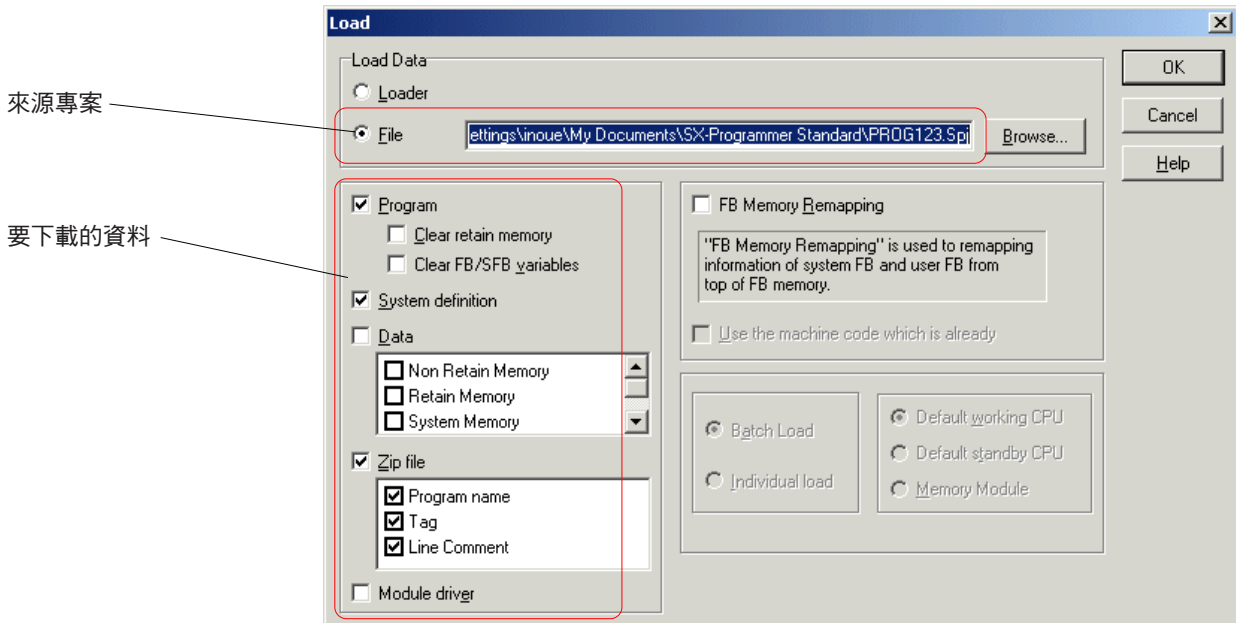 Load
Load Data
Loader
來源專案
File
ettings\inoue\My Documents\SX-Programmer Standard\PROG123.Spj
Browse...
OK
Cancel
Help
要下載的資料
Program
Clear retain memory
Clear FB/SFB variables
System definition
Data
Non Retain Memory
Retain Memory
System Memory
Zip file
Program name
Tag
Line Comment
Module driver
FB Memory Remapping
"FB Memory Remapping" is used to remapping
information of system FB and user FB from
top of FB memory.
Use the machine code which is already
Batch Load
Individual load
Default working CPU
Default standby CPU
Memory Module